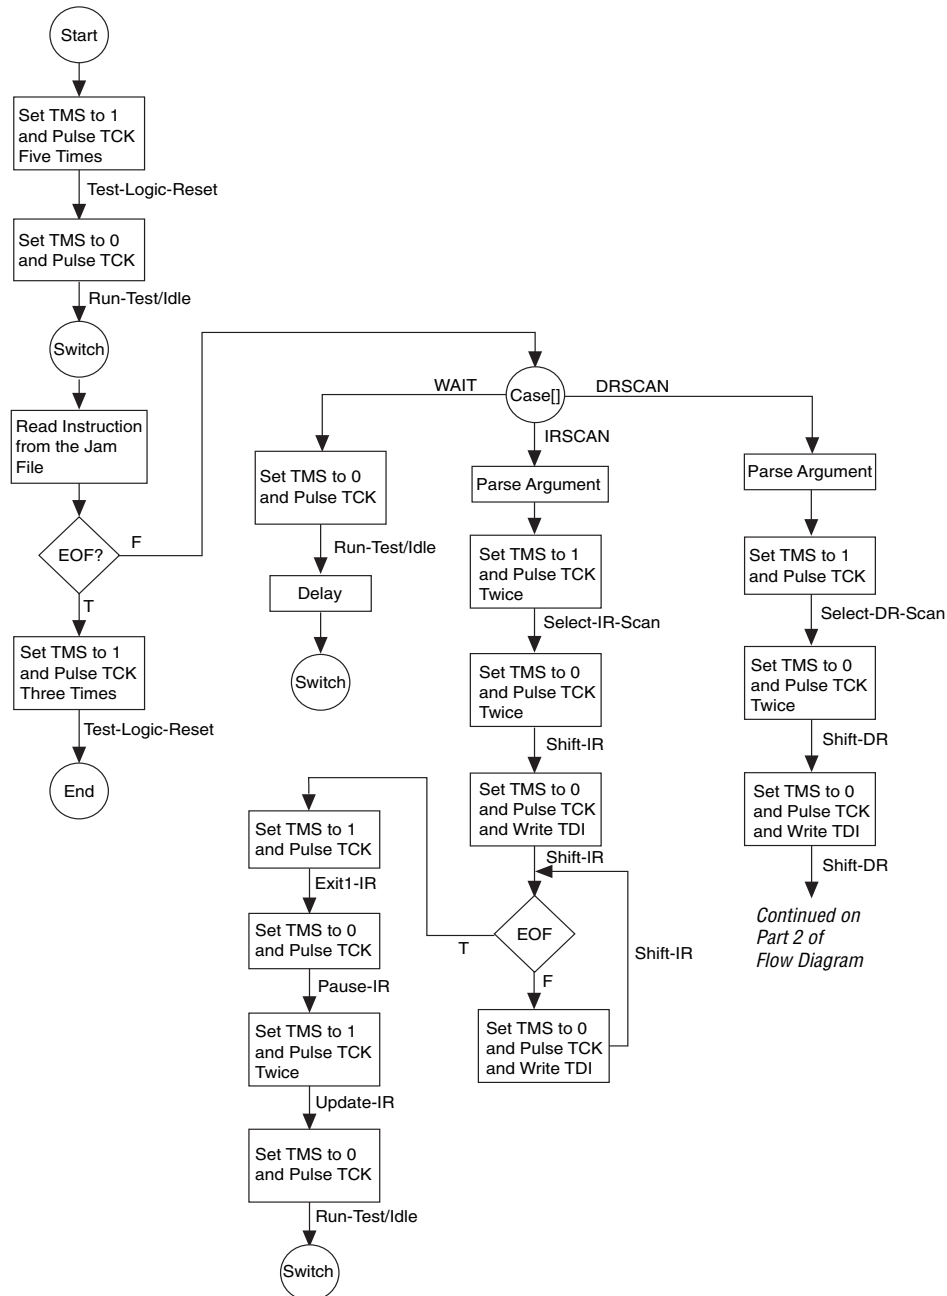 Start
Set TMS to 1
and Pulse TCK
Five Times
Test-Logic-Reset
Set TMS to 0
and Pulse TCK
Run-Test/Idle
Switch
Read Instruction
from the Jam
File
EOF?
F
T
Set TMS to 1
and Pulse TCK
Three Times
Test-Logic-Reset
End
Case[]
WAIT
Set TMS to 0
and Pulse TCK
Run-Test/Idle
Delay
Switch
IRSCAN
Parse Argument
Set TMS to 1
and Pulse TCK
Twice
Select-IR-Scan
Set TMS to 0
and Pulse TCK
Twice
Shift-IR
Set TMS to 0
and Pulse TCK
and Write TDI
Shift-IR
EOF
T
F
Set TMS to 0
and Pulse TCK
and Write TDI
Shift-IR
Set TMS to 1
and Pulse TCK
Exit1-IR
Set TMS to 0
and Pulse TCK
Pause-IR
Set TMS to 1
and Pulse TCK
Twice
Update-IR
Set TMS to 0
and Pulse TCK
Run-Test/Idle
Switch
DRSCAN
Parse Argument
Set TMS to 1
and Pulse TCK
Select-DR-Scan
Set TMS to 0
and Pulse TCK
Twice
Shift-DR
Set TMS to 0
and Pulse TCK
and Write TDI
Shift-DR
Continued on
Part 2 of
Flow Diagram